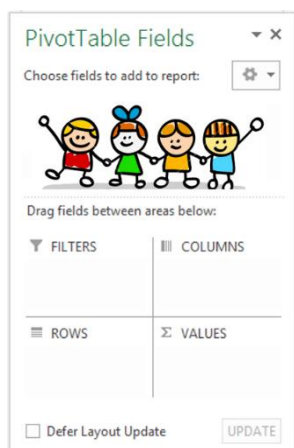 PivotTable Fields
Choose fields to add to report:
Drag fields between areas below:
FILTERS
COLUMNS
ROWS
Σ VALUES
Defer Layout Update
UPDATE